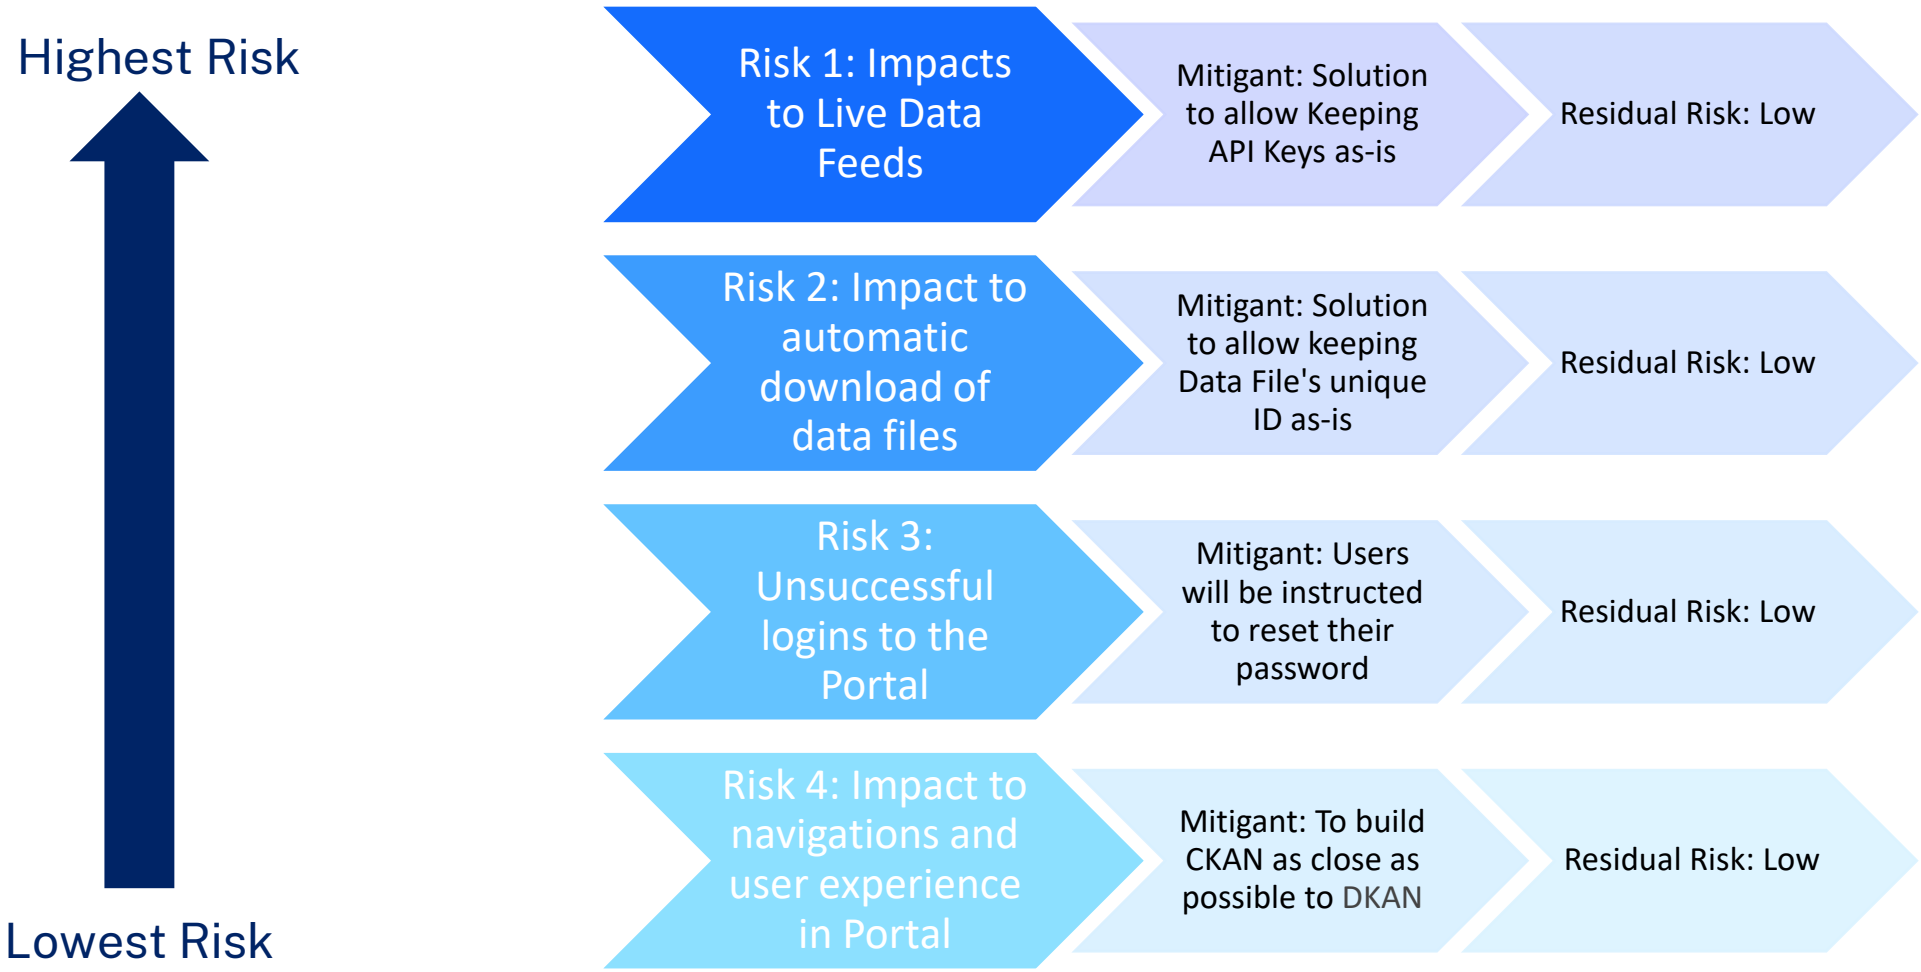 Highest Risk
Risk 1: Impacts
to Live Data
Feeds
Mitigant: Solution
to allow Keeping
API Keys as-is
Residual Risk: Low
Risk 2: Impact to
automatic
download of
data files
Mitigant: Solution
to allow keeping
Data File's unique
ID as-is
Residual Risk: Low
Risk 3:
Unsuccessful
logins to the
Portal
Mitigant: Users
will be instructed
to reset their
password
Residual Risk: Low
Risk 4: Impact to
navigations and
user experience
in Portal
Mitigant: To build
CKAN as close as
possible to DKAN
Residual Risk: Low
Lowest Risk